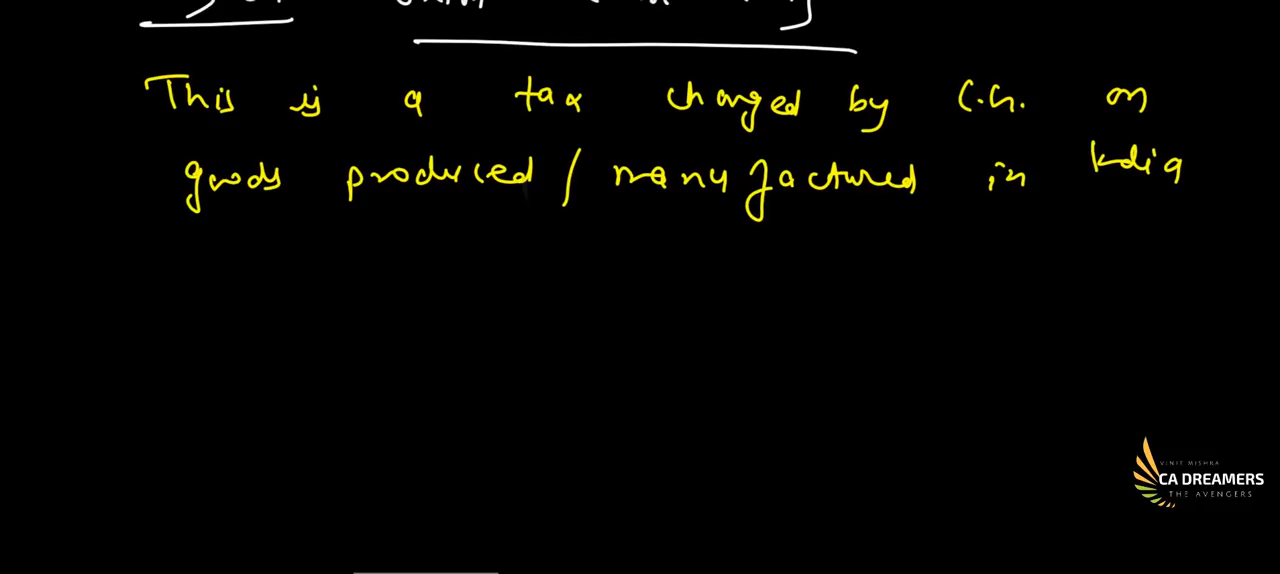 This is a tax charged by C.G. on
goods produced / manufactured in India
VINIT MISHRA
CA DREAMERS
THE AVENGERS